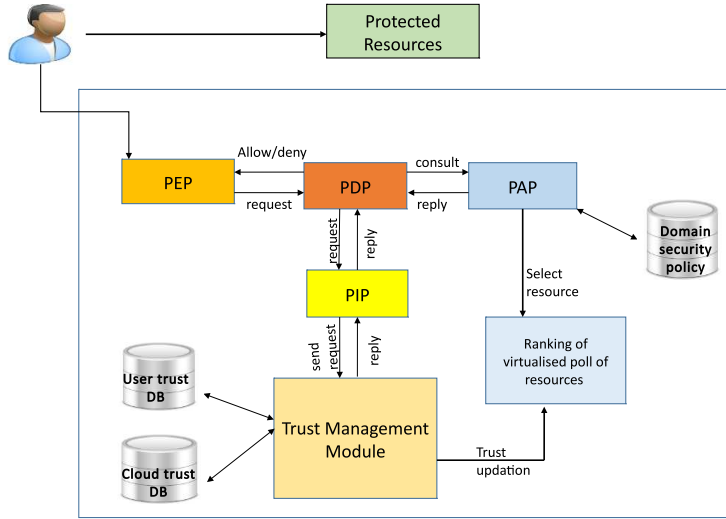 Protected
Resources
Allow/deny
consult
PEP
PDP
PAP
request
reply
Domain
security
policy
request
reply
Select
resource
PIP
send
request
reply
Ranking of
virtualised poll of
resources
User trust
DB
Trust Management
Module
Cloud trust
DB
Trust
updation